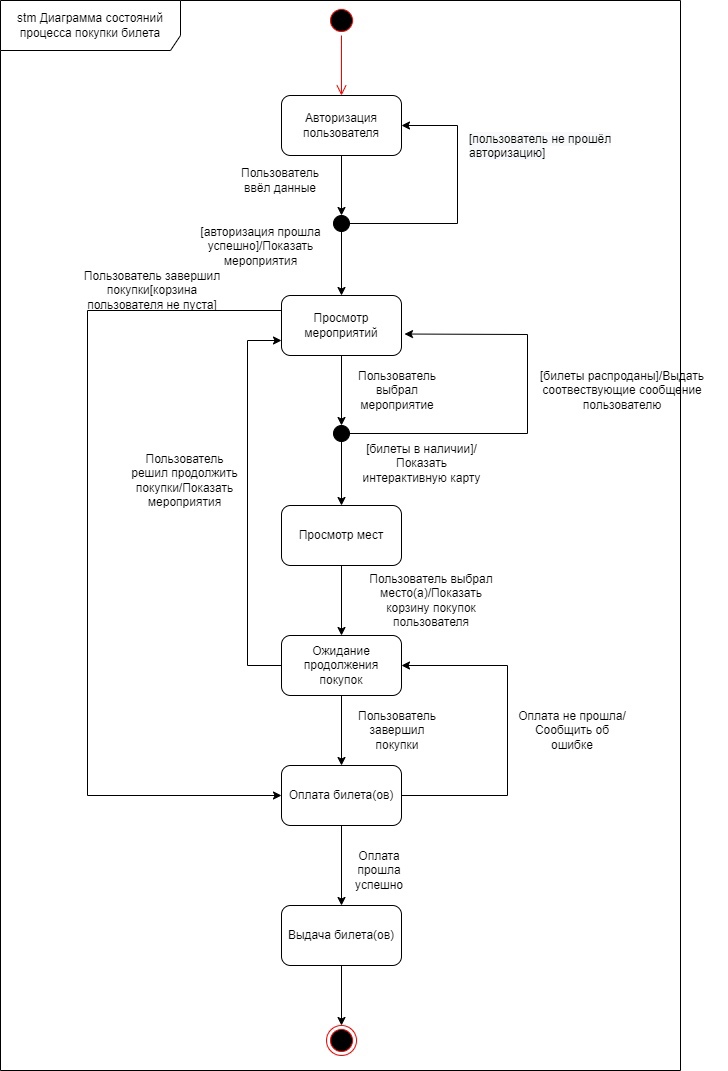 stm Диаграмма состояний
процесса покупки билета
Авторизация
пользователя
[пользователь не прошёл
авторизацию]
Пользователь
ввёл данные
[авторизация прошла
успешно]/Показать
мероприятия
Пользователь завершил
покупки[корзина
пользователя не пуста]
Просмотр
мероприятий
Пользователь
выбрал
мероприятие
[билеты распроданы]/Выдать
соотвествующие сообщение
пользователю
[билеты в наличии]/
Показать
интерактивную карту
Пользователь
решил продолжить
покупки/Показать
мероприятия
Просмотр мест
Пользователь выбрал
место(а)/Показать
корзину покупок
пользователя
Ожидание
продолжения
покупок
Пользователь
завершил
покупки
Оплата не прошла/
Сообщить об
ошибке
Оплата билета(ов)
Оплата
прошла
успешно
Выдача билета(ов)